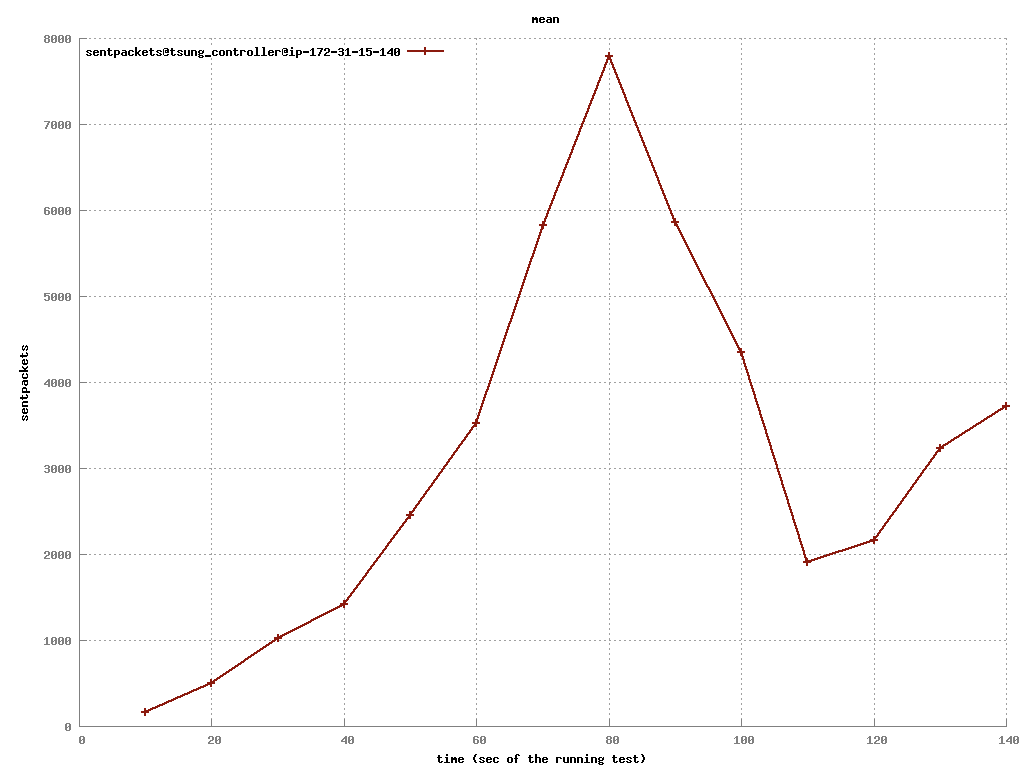 mean
8000
sentpackets@tsung_controller@ip-172-31-15-140
7000
6000
5000
4000
3000
2000
1000
0
sentpackets
0 20 40 60 80 100 120 140
time (sec of the running test)